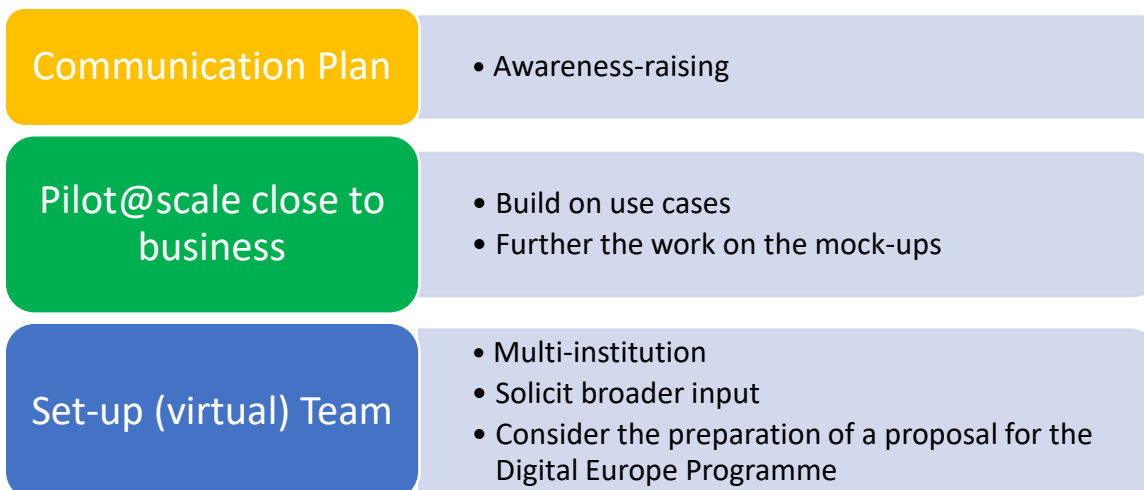 Communication Plan
• Awareness-raising
Pilot@scale close to
business
• Build on use cases
• Further the work on the mock-ups
Set-up (virtual) Team
• Multi-institution
• Solicit broader input
• Consider the preparation of a proposal for the
Digital Europe Programme